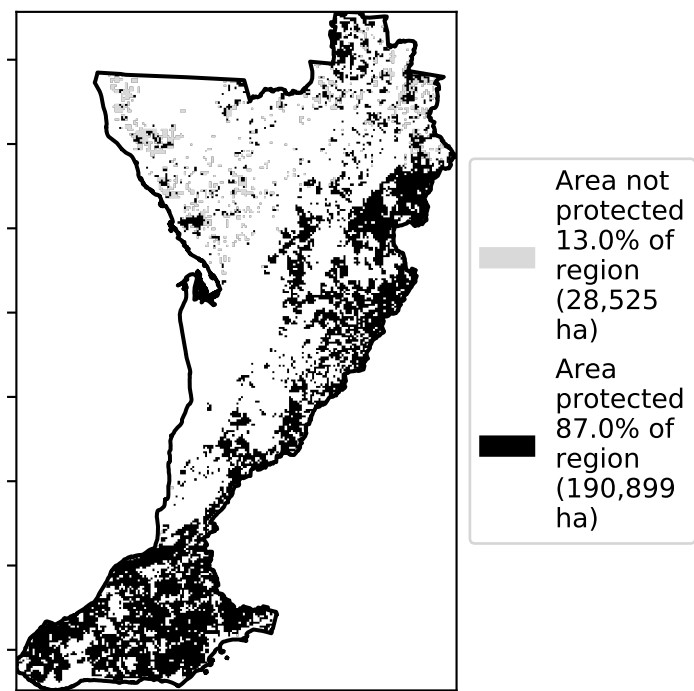 Area not
protected
13.0% of
region
(28,525
ha)
Area
protected
87.0% of
region
(190,899
ha)